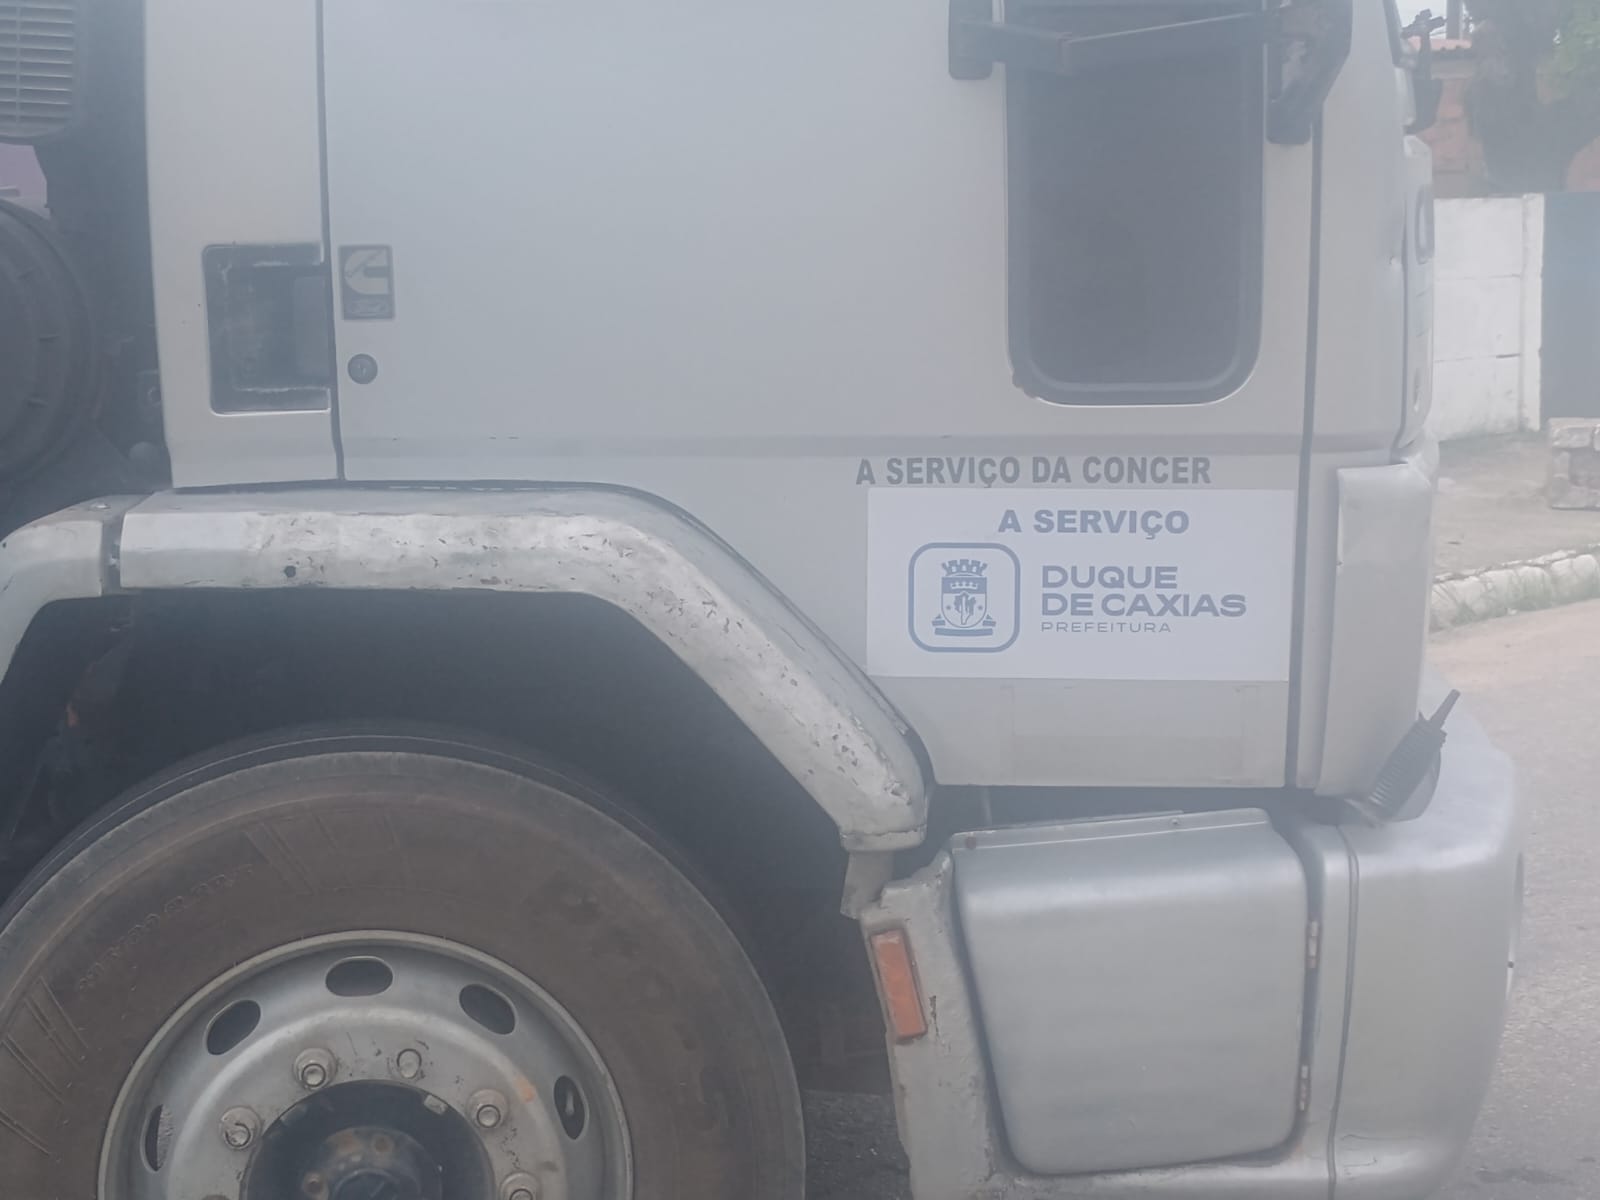 A SERVIÇO DA CONCER
A SERVIÇO
DUQUE
DE CAXIAS
PREFEITURA